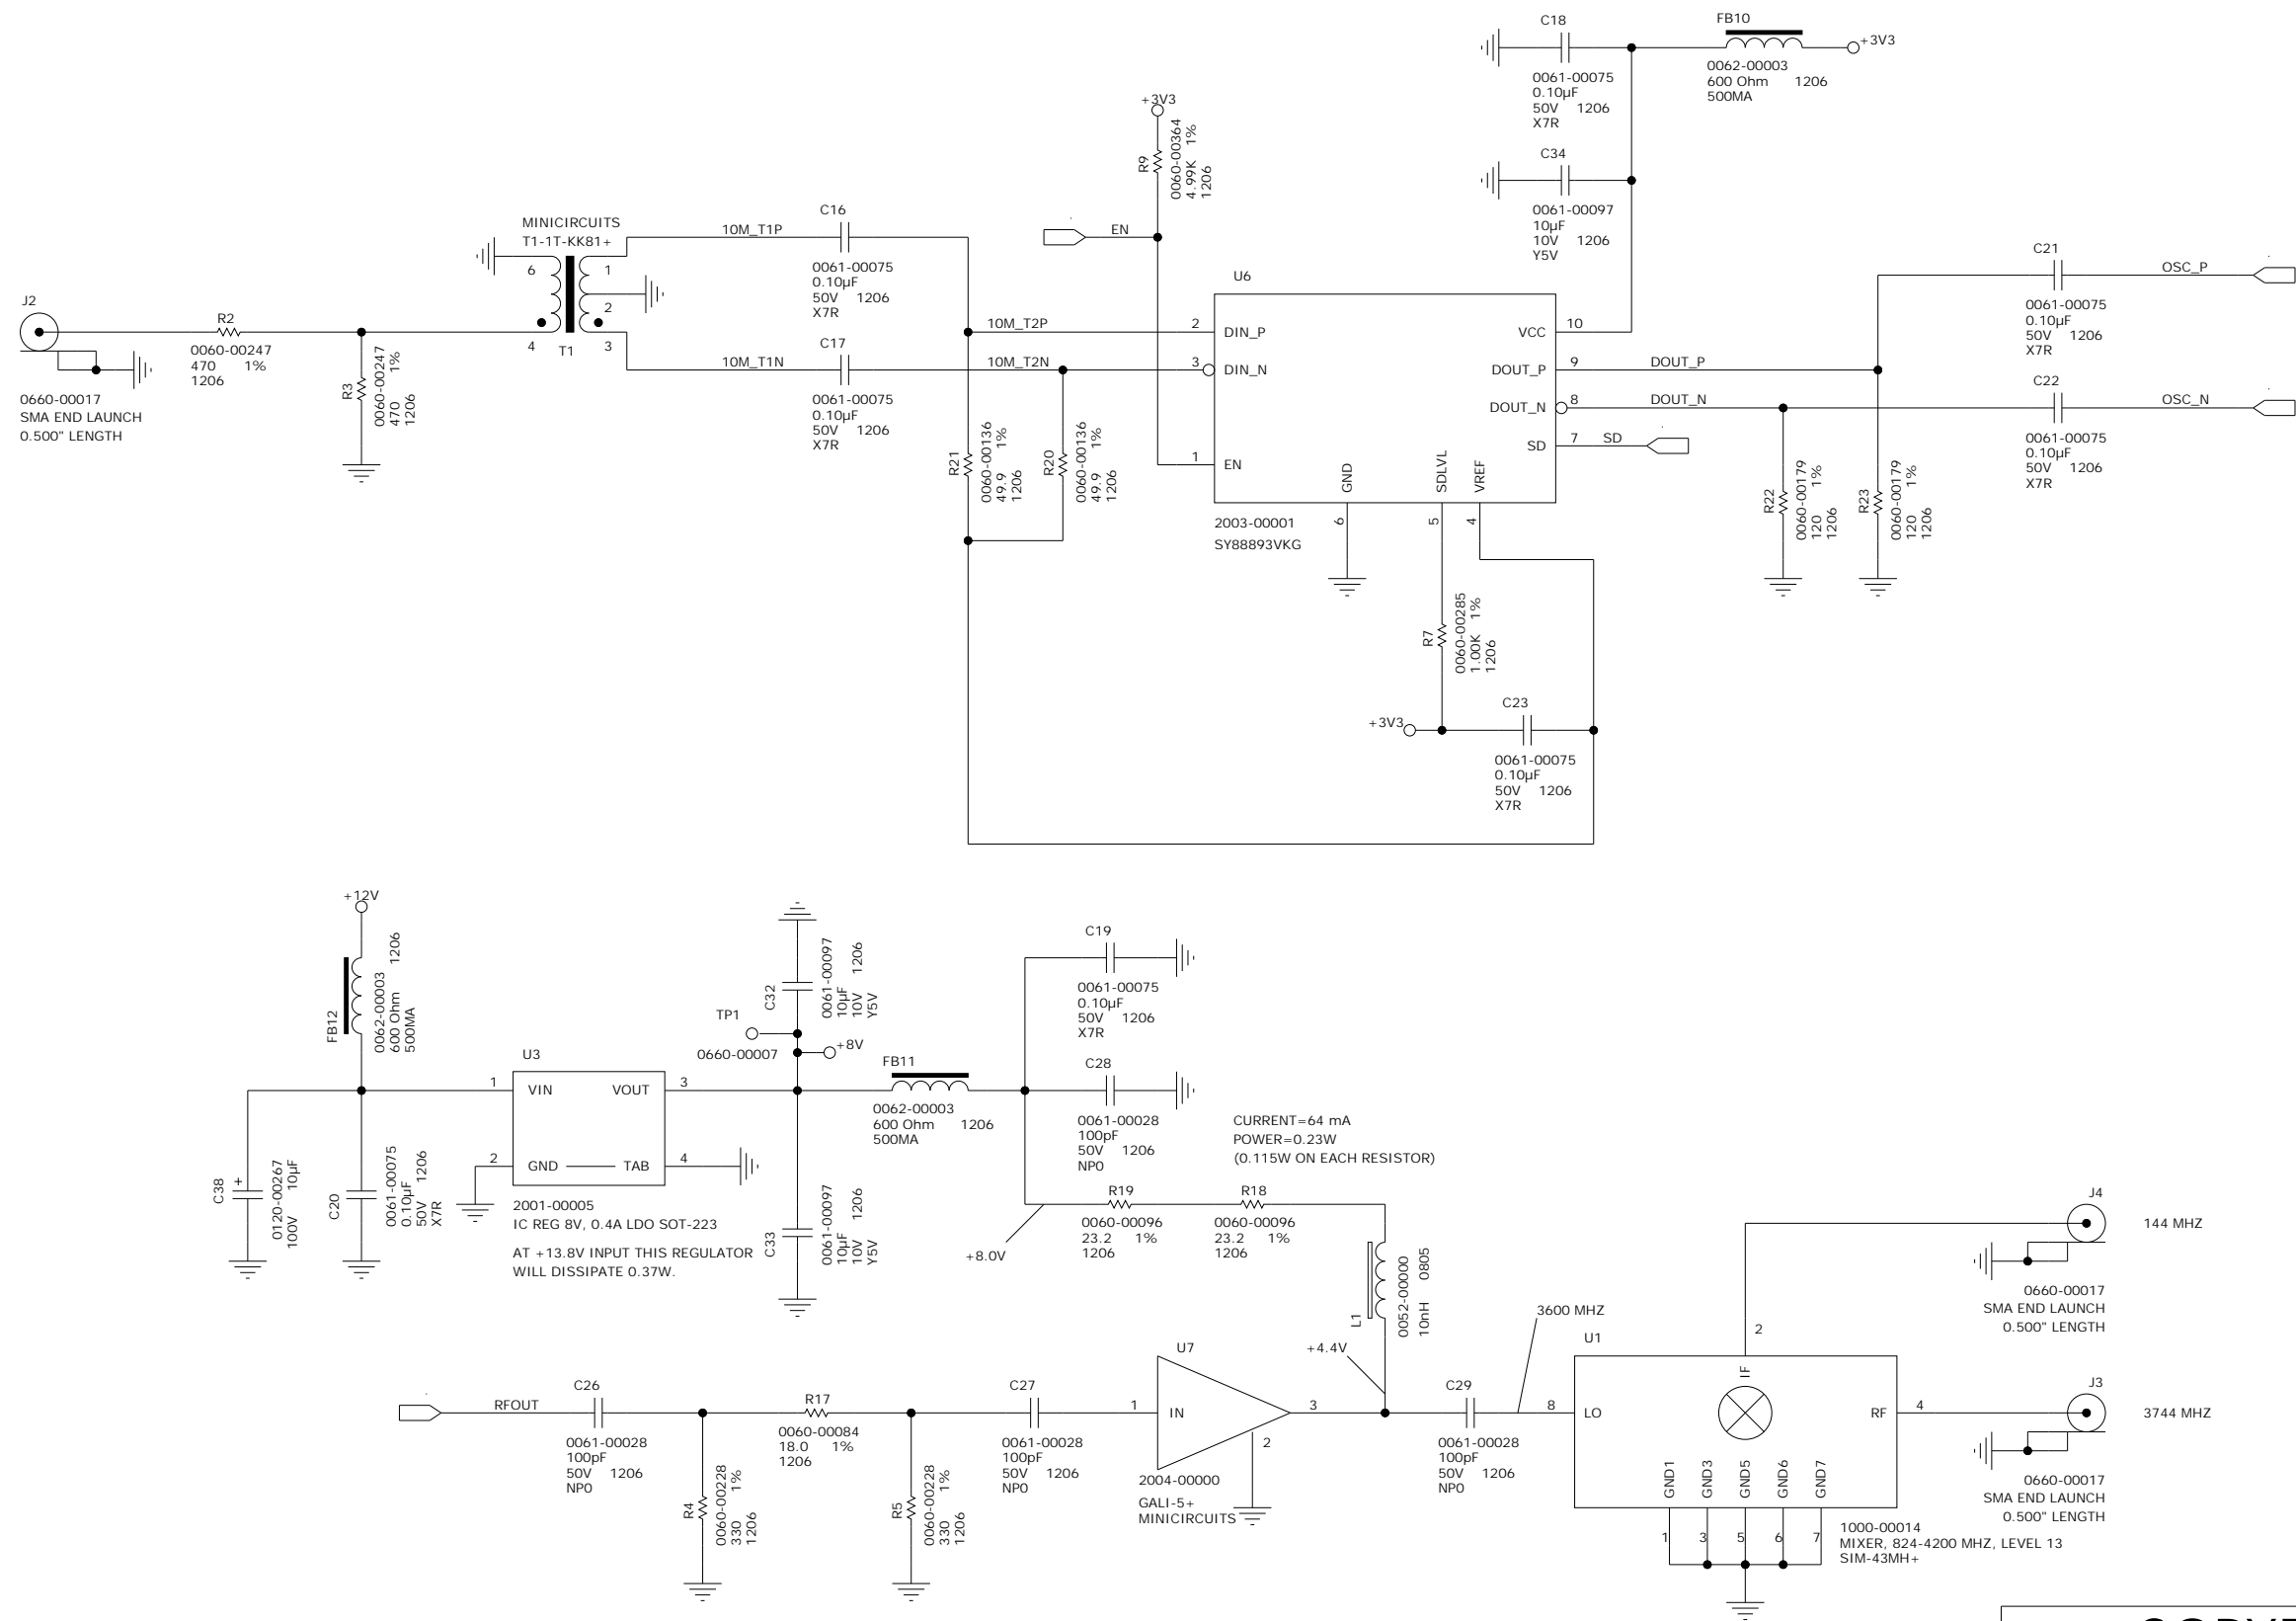 C18
0061-00075
0.10µF
50V 1206
X7R
FB10
+3V3
0062-00003
600 Ohm 1206
500MA
C34
0061-00097
10µF
10V 1206
Y5V
+3V3
R9
0060-00364
4.99K 1%
1206
EN
MINICIRCUITS
T1-1T-KK81+
6
4
1
2
3
T1
J2
0660-00017
SMA END LAUNCH
0.500" LENGTH
R2
0060-00247
470 1%
1206
R3
0060-00247
470 1%
1206
10M_T1P
C16
0061-00075
0.10µF
50V 1206
X7R
10M_T1N
C17
0061-00075
0.10µF
50V 1206
X7R
10M_T2P
10M_T2N
R21
0060-00136
49.9 1%
1206
R20
0060-00136
49.9 1%
1206
U6
2 DIN_P
3 DIN_N
1 EN
VCC 10
DOUT_P 9
DOUT_N 8
SD 7
GND 6
SDLVL 5
VREF 4
2003-00001
SY88893VKG
DOUT_P
DOUT_N
SD
R22
0060-00179
120 1%
1206
R23
0060-00179
120 1%
1206
C21
0061-00075
0.10µF
50V 1206
X7R
OSC_P
C22
0061-00075
0.10µF
50V 1206
X7R
OSC_N
R7
0060-00285
1.00K 1%
1206
+3V3
C23
0061-00075
0.10µF
50V 1206
X7R
+12V
FB12
0062-00003 1206
600 Ohm
500MA
C38
+
0120-00267
100V 10µF
C20
0061-00075
0.10µF
50V 1206
X7R
U3
1 VIN
VOUT 3
2 GND
TAB 4
2001-00005
IC REG 8V, 0.4A LDO SOT-223
AT +13.8V INPUT THIS REGULATOR
WILL DISSIPATE 0.37W.
C32
0061-00097
10µF
10V 1206
Y5V
TP1
0660-00007
+8V
C33
0061-00097
10µF
10V 1206
Y5V
FB11
0062-00003
600 Ohm 1206
500MA
C19
0061-00075
0.10µF
50V 1206
X7R
C28
0061-00028
100pF
50V 1206
NP0
CURRENT=64 mA
POWER=0.23W
(0.115W ON EACH RESISTOR)
+8.0V
R19
0060-00096
23.2 1%
1206
R18
0060-00096
23.2 1%
1206
L1
0052-00000
10nH 0805
+4.4V
RFOUT
C26
0061-00028
100pF
50V 1206
NP0
R4
0060-00228
330 1%
1206
R17
0060-00084
18.0 1%
1206
R5
0060-00228
330 1%
1206
C27
0061-00028
100pF
50V 1206
NP0
U7
1 IN
3
2
2004-00000
GALI-5+
MINICIRCUITS
C29
0061-00028
100pF
50V 1206
NP0
3600 MHZ
U1
8 LO
2
IF
RF 4
GND1
GND3
GND5
GND6
GND7
1 3 5 6 7
1000-00014
MIXER, 824-4200 MHZ, LEVEL 13
SIM-43MH+
J4
144 MHZ
0660-00017
SMA END LAUNCH
0.500" LENGTH
J3
3744 MHZ
0660-00017
SMA END LAUNCH
0.500" LENGTH